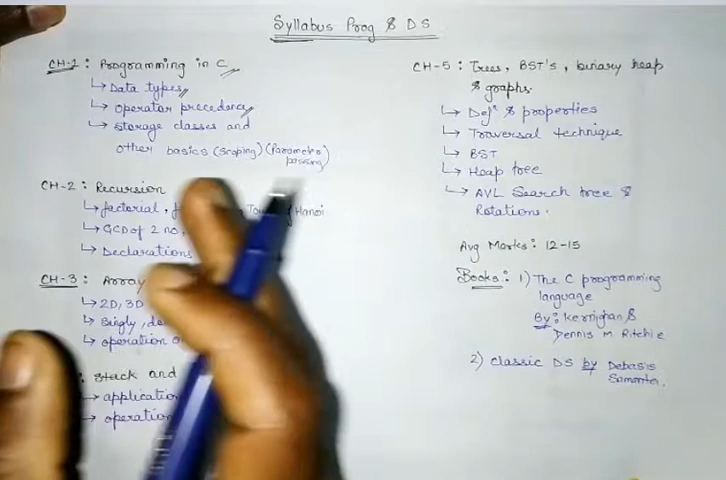 Syllabus Prog & DS
CH-1 : Programming in C
↳ Data types
↳ operator precedency
↳ storage classes and
other basics (Scoping) (Parameter passing)
CH-2 : Recursion
↳ factorial, Hanoi
↳ GCD of 2 no.
↳ Declarations
CH-3 : Array
↳ 2D, 3D
↳ singly,
↳ operation
: Stack and
↳ application
↳ operation
CH-5 : Trees, BST's, binary heap
& graphs.
↳ Defⁿ & properties
↳ Traversal technique
↳ BST
↳ Heap tree
↳ AVL Search tree &
Rotations.
Avg Marks: 12-15
Books: 1) The C programming
language
By: Kernighan &
Dennis M Ritchie
2) classic DS by Debasis
Samanta.